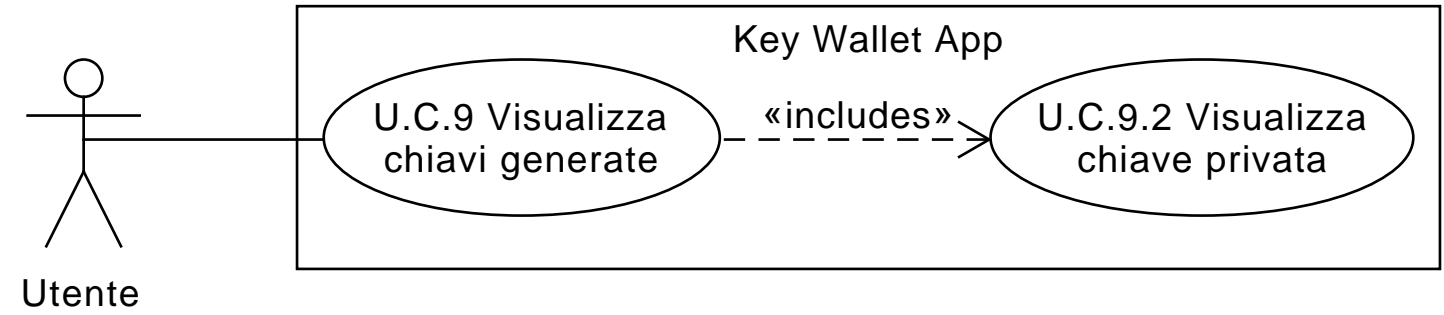 Key Wallet App
U.C.9 Visualizza
chiavi generate
«includes»
U.C.9.2 Visualizza
chiave privata
Utente